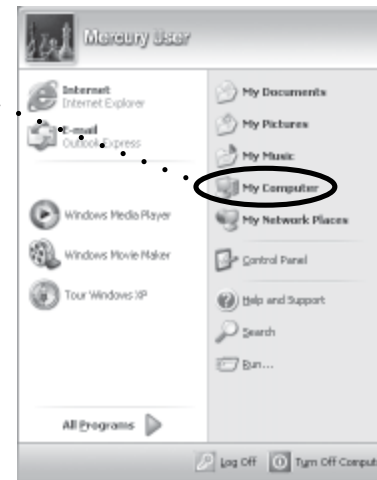 Mercury User
Internet
Internet Explorer
E-mail
Outlook Express
Windows Media Player
Windows Movie Maker
Tour Windows XP
All Programs
My Documents
My Pictures
My Music
My Computer
My Network Places
Control Panel
Help and Support
Search
Run...
Log Off
Turn Off Comput